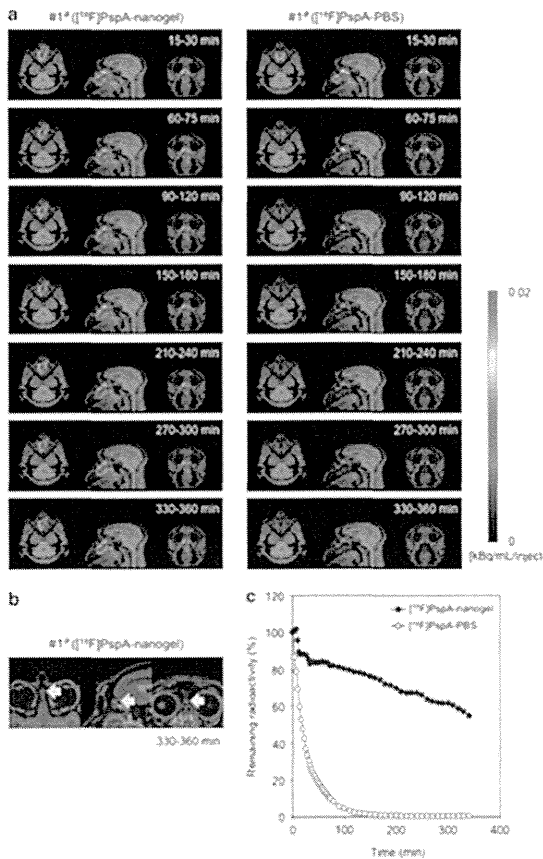 a
#1ª ([¹⁸F]PspA-nanogel)
#1ª ([¹⁸F]PspA-PBS)
15-30 min
15-30 min
60-75 min
60-75 min
90-120 min
90-120 min
150-180 min
150-180 min
210-240 min
210-240 min
270-300 min
270-300 min
330-360 min
330-360 min
0.02
0
[kBq/mL/inject
b
#1ª ([¹⁸F]PspA-nanogel)
330-360 min
c
[¹⁸F]PspA-nanogel
[¹⁸F]PspA-PBS
Remaining radioactivity (%)
120
100
80
60
40
20
0
0
100
200
300
400
Time (min)